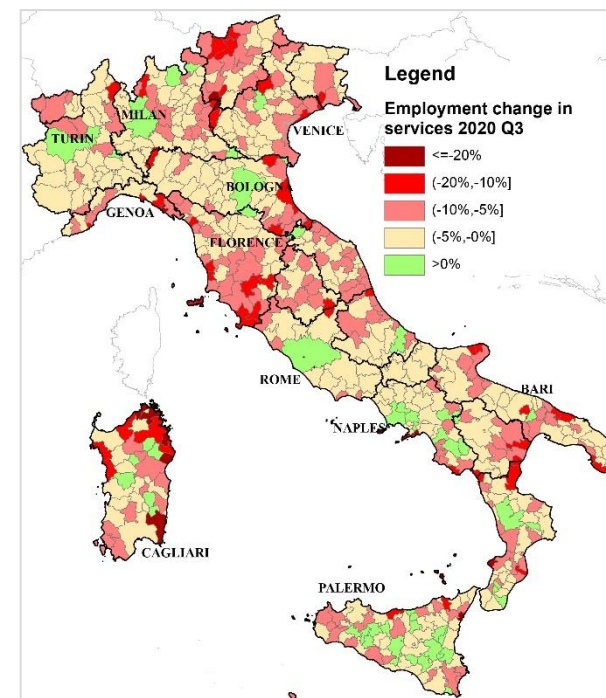 Legend
Employment change in
services 2020 Q3
<=-20%
(-20%,-10%]
(-10%,-5%]
(-5%,-0%]
>0%
MILAN
TURIN
VENICE
BOLOGNA
GENOA
FLORENCE
ROME
BARI
NAPLES
CAGLIARI
PALERMO